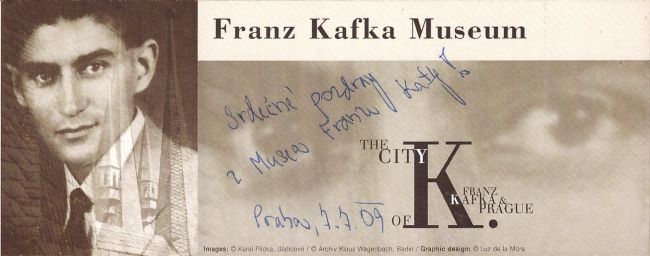 Franz Kafka Museum
Srdečné pozdravy
z Musea Franze Kafky
THE
CITY
OF
K.
FRANZ
KAFKA &
PRAGUE
Praha, 7.7.09
Images: © Karel Plicka, dědicové / © Archiv Klaus Wagenbach, Berlin / Graphic design: © Luz de la Mora